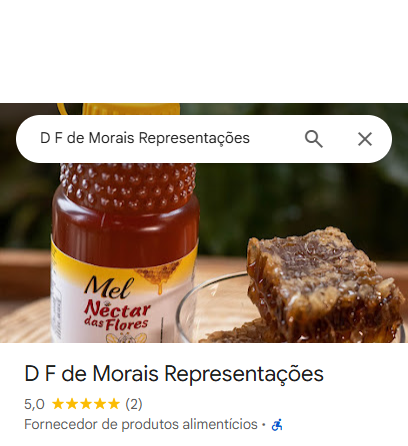 D F de Morais Representações
Mel
Néctar
das Flores
D F de Morais Representações
5,0 ★★★★★ (2)
Fornecedor de produtos alimentícios ·